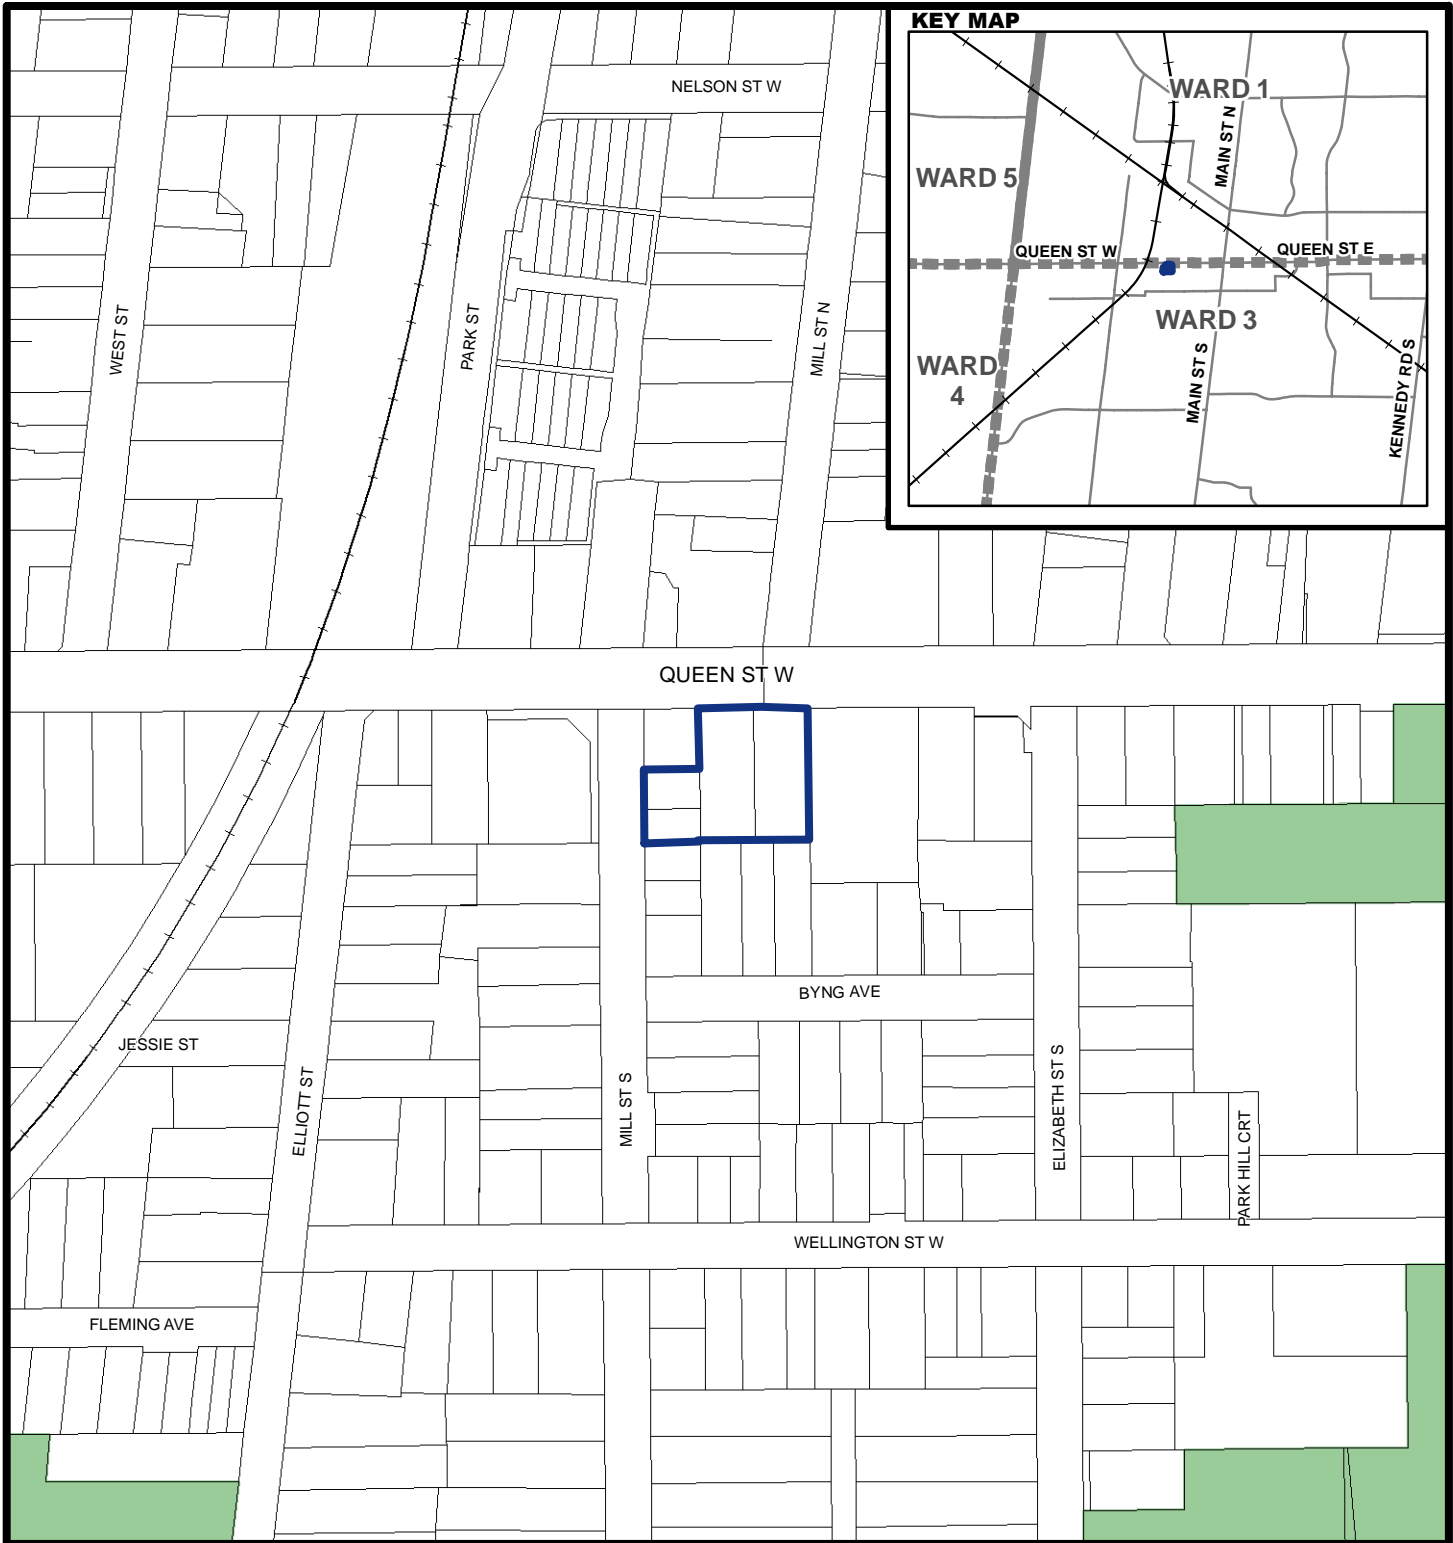 KEY MAP
NELSON ST W
WARD 1
MAIN ST N
WARD 5
QUEEN ST W
QUEEN ST E
WARD 3
WARD
4
MAIN ST S
KENNEDY RD S
WEST ST
PARK ST
MILL ST N
QUEEN ST W
BYNG AVE
JESSIE ST
ELLIOTT ST
MILL ST S
ELIZABETH ST S
PARK HILL CRT
WELLINGTON ST W
FLEMING AVE